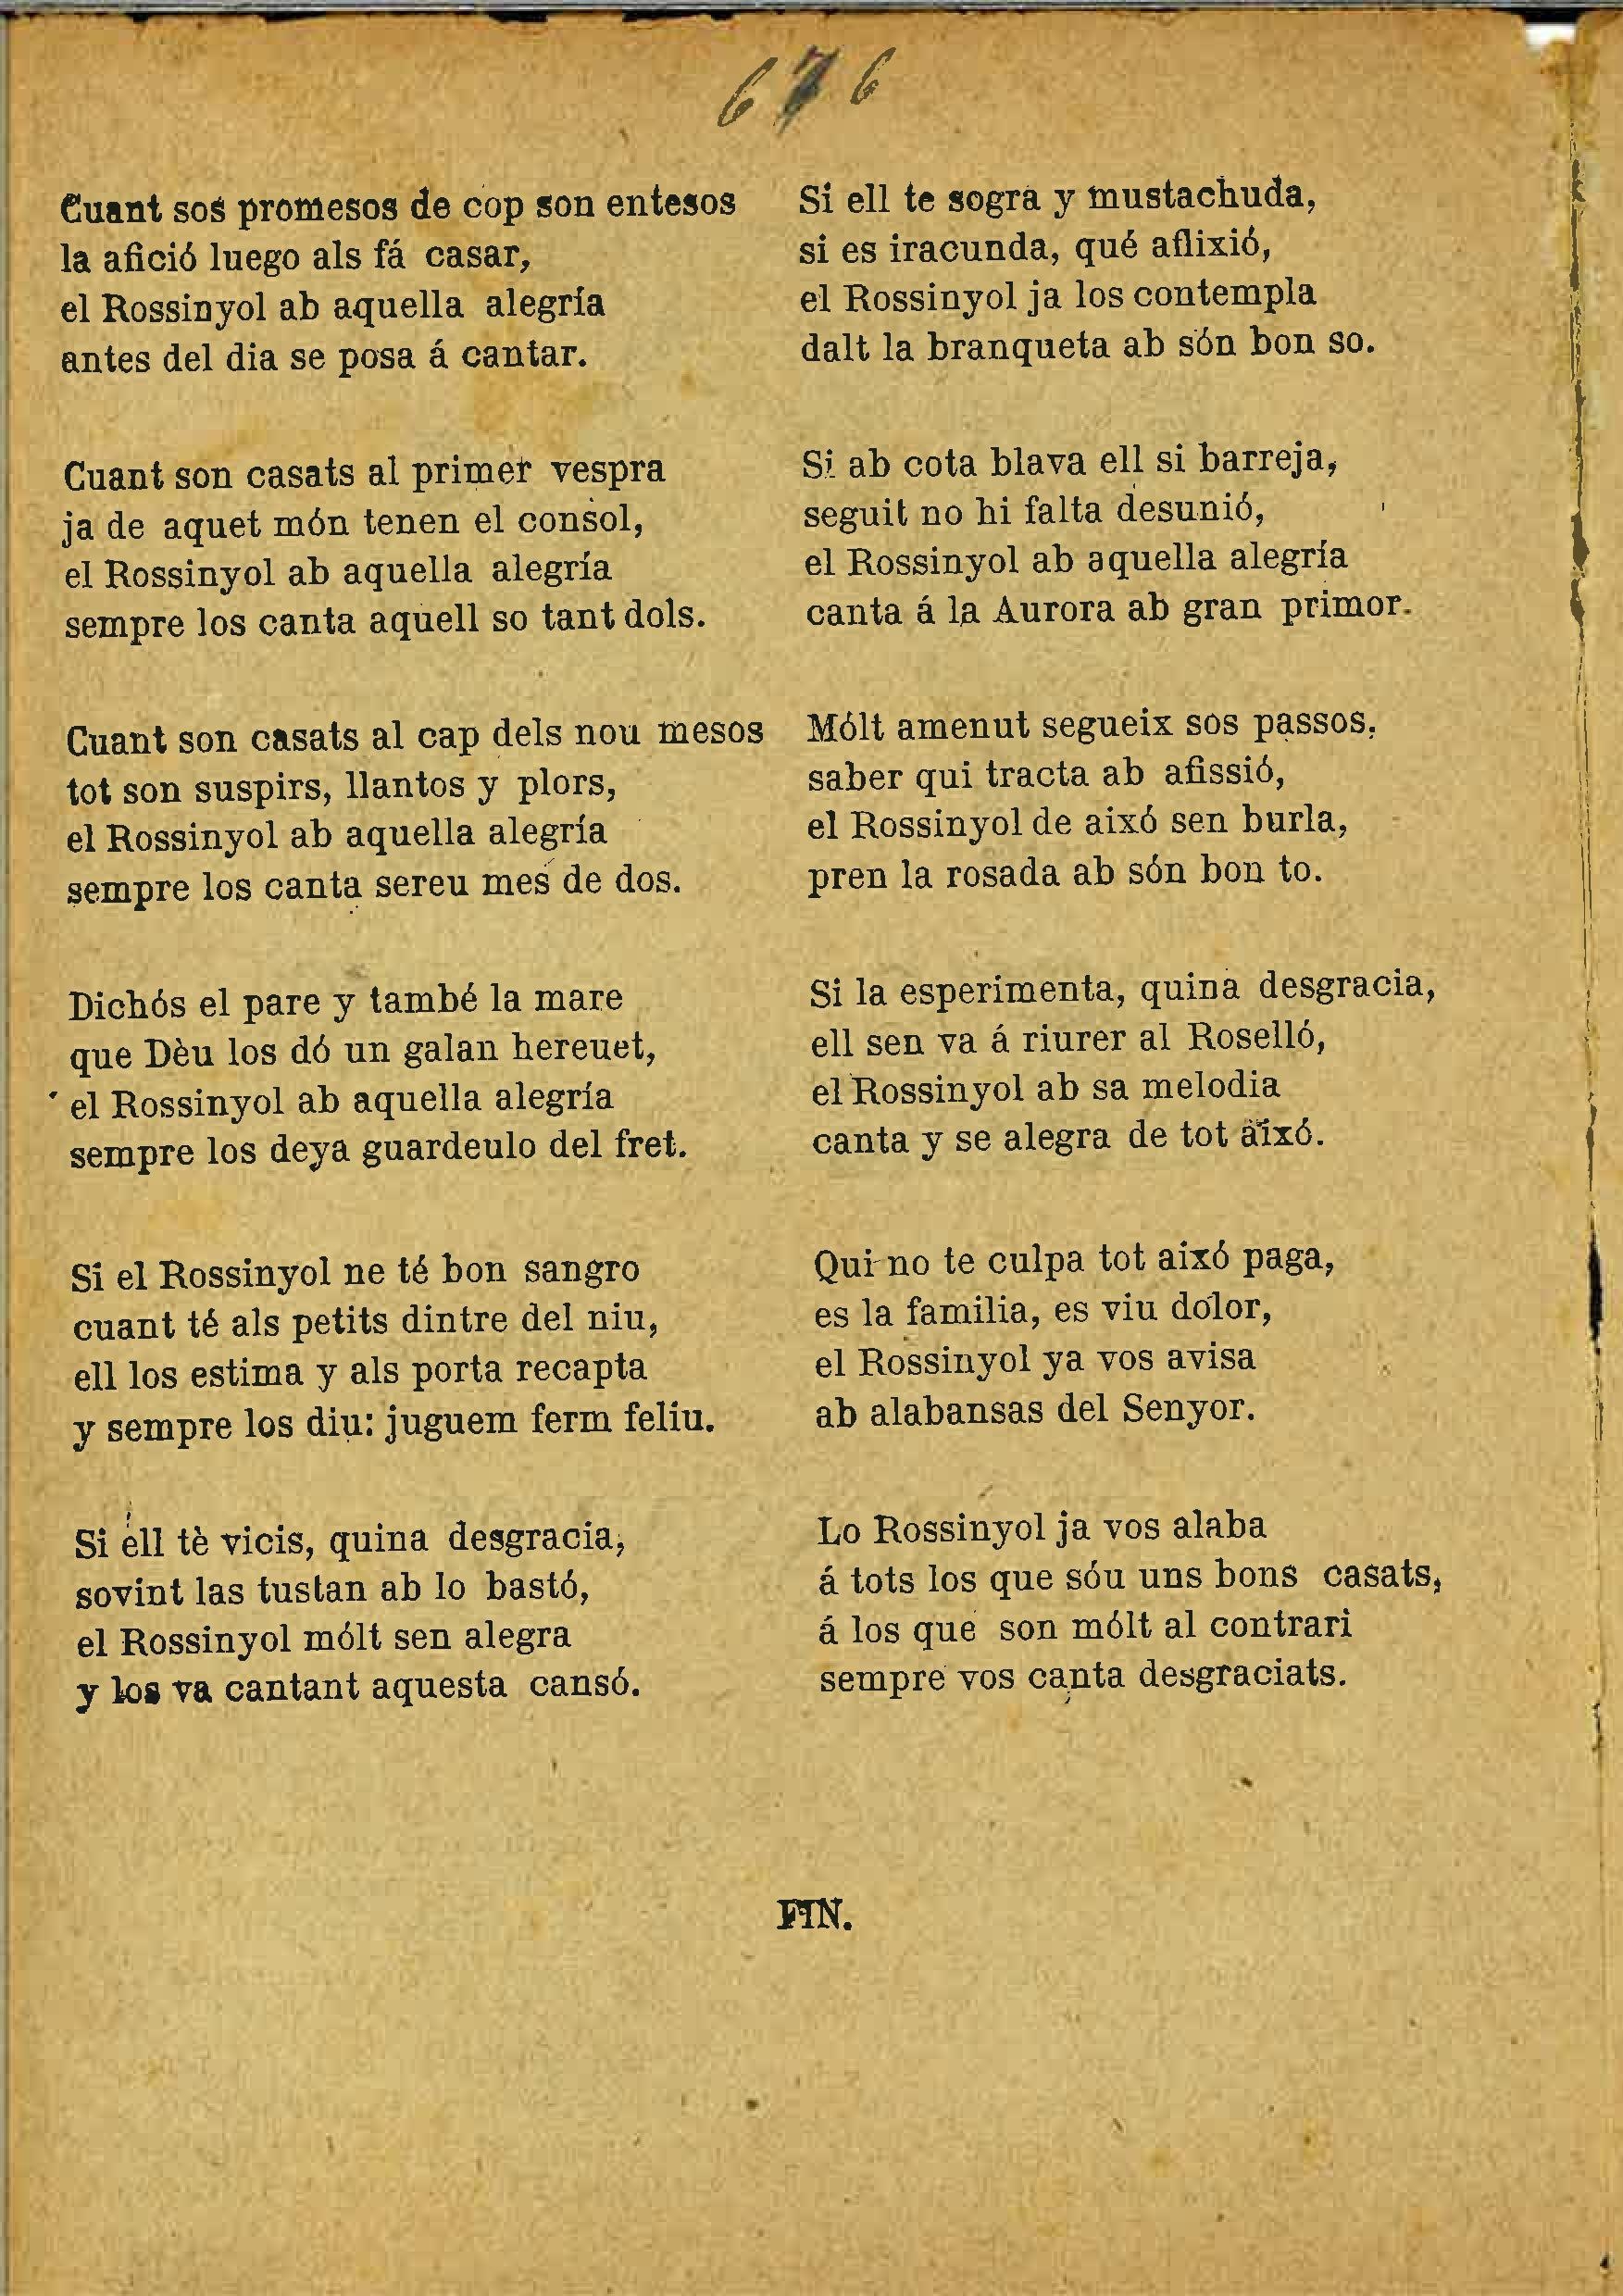 676
Cuant sos promesos de cop son entesos
la afició luego als fá casar,
el Rossinyol ab aquella alegría
antes del dia se posa á cantar.
Cuant son casats al primer vespra
ja de aquet món tenen el consol,
el Rossinyol ab aquella alegría
sempre los canta aquell so tant dols.
Cuant son casats al cap dels nou mesos
tot son suspirs, llantos y plors,
el Rossinyol ab aquella alegría
sempre los canta sereu mes de dos.
Dichós el pare y també la mare
que Dèu los dó un galan hereuet,
el Rossinyol ab aquella alegría
sempre los deya guardeulo del fret.
Si el Rossinyol ne té bon sangro
cuant té als petits dintre del niu,
ell los estima y als porta recapta
y sempre los diu: juguem ferm feliu.
Si ell tè vicis, quina desgracia,
sovint las tustan ab lo bastó,
el Rossinyol mólt sen alegra
y los va cantant aquesta cansó.
Si ell te sogra y mustachuda,
si es iracunda, qué aflixió,
el Rossinyol ja los contempla
dalt la branqueta ab són bon so.
Si ab cota blava ell si barreja,
seguit no hi falta desunió,
el Rossinyol ab aquella alegría
canta á la Aurora ab gran primor.
Mólt amenut segueix sos passos,
saber qui tracta ab afissió,
el Rossinyol de aixó sen burla,
pren la rosada ab són bon to.
Si la esperimenta, quina desgracia,
ell sen va á riurer al Roselló,
el Rossinyol ab sa melodia
canta y se alegra de tot aixó.
Qui no te culpa tot aixó paga,
es la familia, es viu dolor,
el Rossinyol ya vos avisa
ab alabansas del Senyor.
Lo Rossinyol ja vos alaba
á tots los que sóu uns bons casats,
á los que son mólt al contrari
sempre vos canta desgraciats.
FIN.